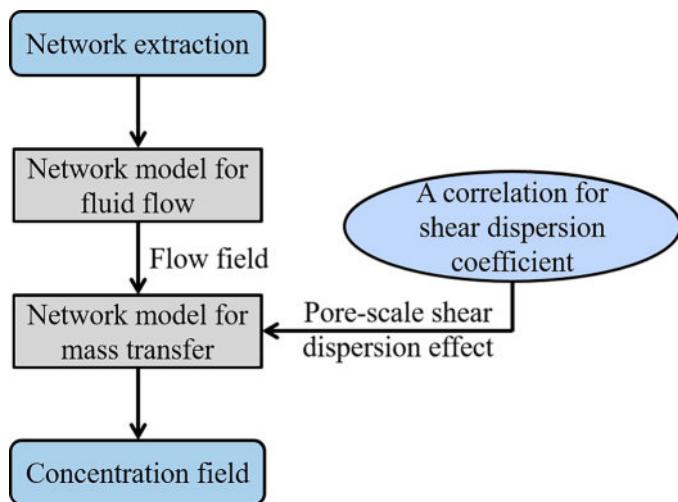 Network extraction
Network model for
fluid flow
A correlation for
shear dispersion
coefficient
Flow field
Network model for
mass transfer
Pore-scale shear
dispersion effect
Concentration field